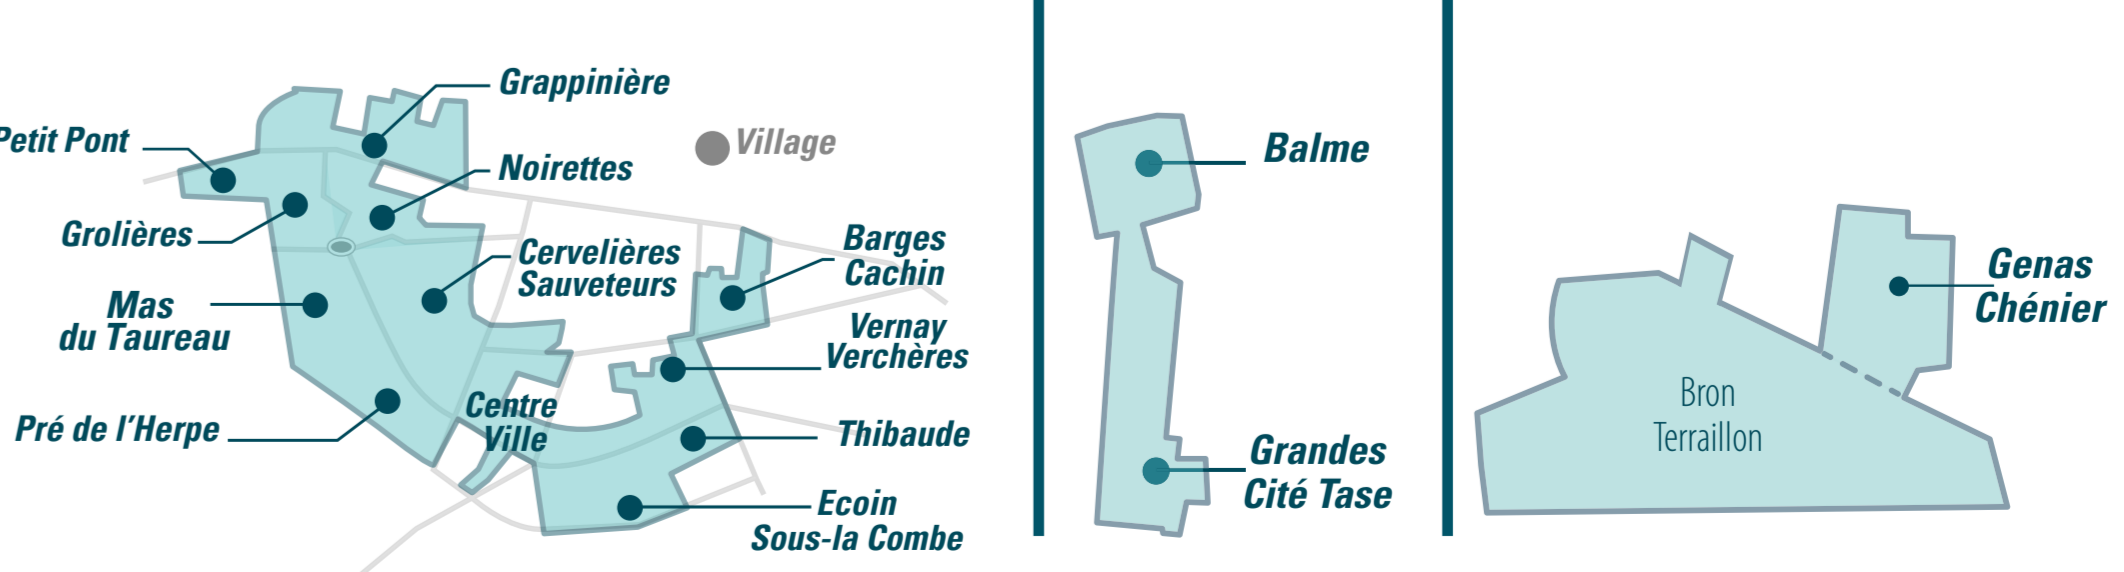 Grappinière
Petit Pont
Village
Noirettes
Grolières
Cervelières
Sauveteurs
Barges
Cachin
Mas
du Taureau
Vernay
Verchères
Centre
Ville
Pré de l'Herpe
Thibaude
Ecoin
Sous-la Combe
Balme
Grandes
Cité Tase
Genas
Chénier
Bron
Terraillon